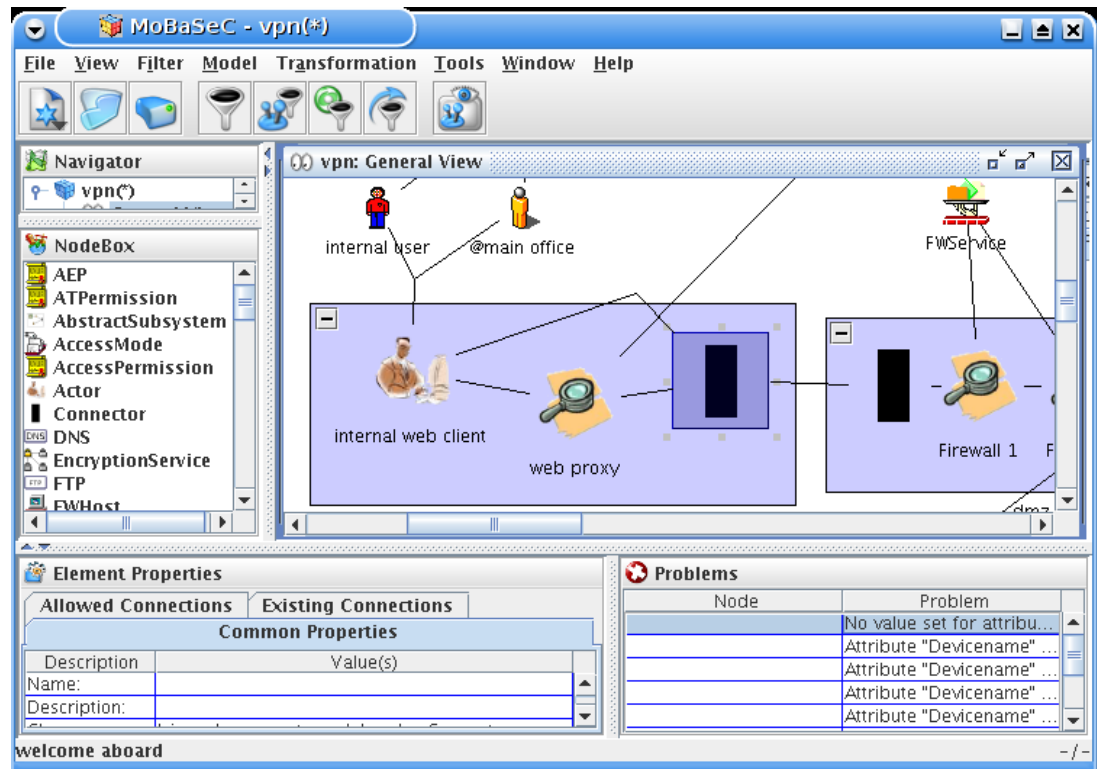 MoBaSeC - vpn(*)
File View Filter Model Transformation Tools Window Help
Navigator
vpn(*)
NodeBox
AEP
ATPermission
AbstractSubsystem
AccessMode
AccessPermission
Actor
Connector
DNS DNS
EncryptionService
FTP FTP
FWHost
vpn: General View
internal user
@main office
FWService
internal web client
web proxy
Firewall 1
F
dmz
Element Properties
Allowed Connections
Existing Connections
Common Properties
Description Value(s)
Name:
Description:
Problems
Node Problem
No value set for attribu...
Attribute "Devicename" ...
Attribute "Devicename" ...
Attribute "Devicename" ...
Attribute "Devicename" ...
welcome aboard
-/-